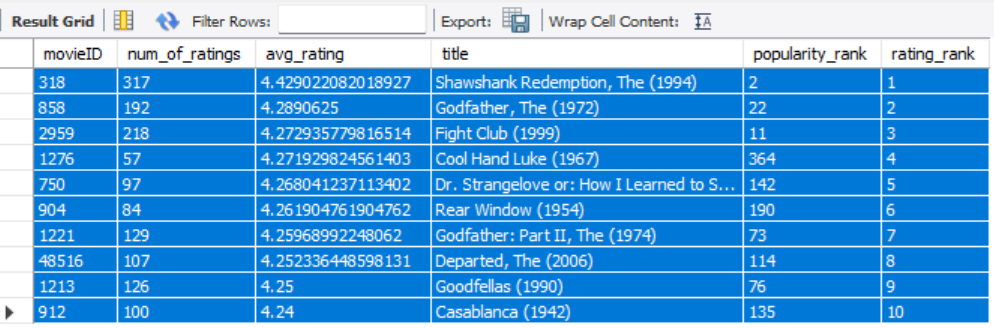 Result Grid Filter Rows: Export: Wrap Cell Content: IA
movieID num_of_ratings avg_rating title popularity_rank rating_rank
318 317 4.429022082018927 Shawshank Redemption, The (1994) 2 1
858 192 4.2890625 Godfather, The (1972) 22 2
2959 218 4.272935779816514 Fight Club (1999) 11 3
1276 57 4.271929824561403 Cool Hand Luke (1967) 364 4
750 97 4.268041237113402 Dr. Strangelove or: How I Learned to S... 142 5
904 84 4.261904761904762 Rear Window (1954) 190 6
1221 129 4.25968992248062 Godfather: Part II, The (1974) 73 7
48516 107 4.252336448598131 Departed, The (2006) 114 8
1213 126 4.25 Goodfellas (1990) 76 9
912 100 4.24 Casablanca (1942) 135 10